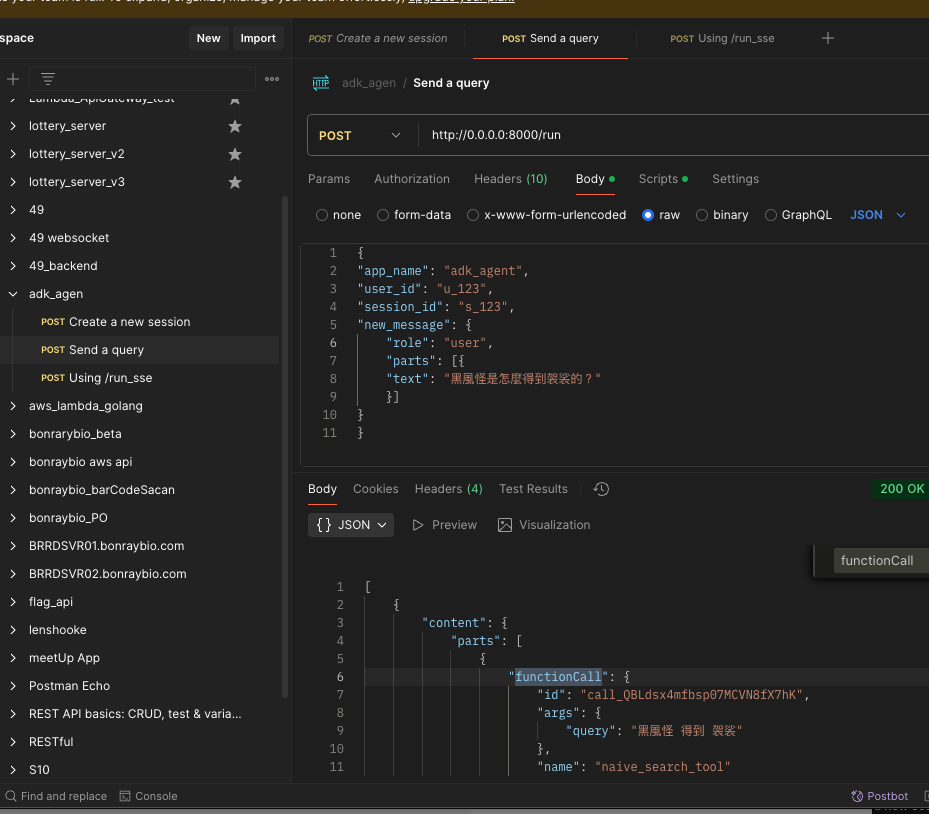 your team is full. To expand, organize, manage your team effortlessly, upgrade your plan.
space
New
Import
POST Create a new session
POST Send a query
POST Using /run_sse
HTTP
adk_agen / Send a query
Lambda_ApiGateway_test
lottery_server
lottery_server_v2
lottery_server_v3
49
49 websocket
49_backend
adk_agen
POST Create a new session
POST Send a query
POST Using /run_sse
aws_lambda_golang
bonrarybio_beta
bonraybio aws api
bonraybio_barCodeSacan
bonraybio_PO
BRRDSVR01.bonraybio.com
BRRDSVR02.bonraybio.com
flag_api
lenshooke
meetUp App
Postman Echo
REST API basics: CRUD, test & varia...
RESTful
S10
POST
http://0.0.0.0:8000/run
Params Authorization Headers (10) Body Scripts Settings
none form-data x-www-form-urlencoded raw binary GraphQL JSON
1 {
2 "app_name": "adk_agent",
3 "user_id": "u_123",
4 "session_id": "s_123",
5 "new_message": {
6 "role": "user",
7 "parts": [{
8 "text": "黑風怪是怎麼得到袈裟的？"
9 }]
10 }
11 }
Body Cookies Headers (4) Test Results
200 OK
{} JSON Preview Visualization
functionCall
1 [
2 {
3 "content": {
4 "parts": [
5 {
6 "functionCall": {
7 "id": "call_QBLdsx4mfbsp07MCVN8fX7hK",
8 "args": {
9 "query": "黑風怪 得到 袈裟"
10 },
11 "name": "naive_search_tool"
Find and replace
Console
Postbot